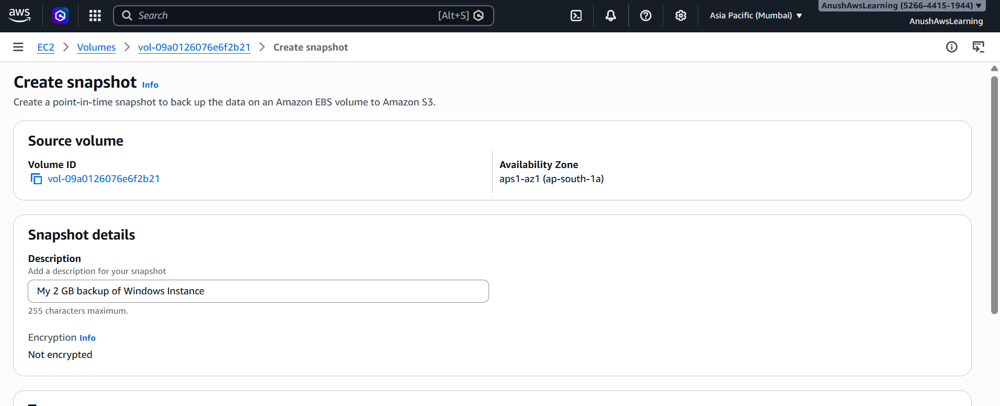 aws
Search [Alt+S]
Asia Pacific (Mumbai)
AnushAwsLearning (5266-4415-1944)
AnushAwsLearning
EC2 Volumes vol-09a0126076e6f2b21 Create snapshot
Create snapshot Info
Create a point-in-time snapshot to back up the data on an Amazon EBS volume to Amazon S3.
Source volume
Volume ID
vol-09a0126076e6f2b21
Availability Zone
aps1-az1 (ap-south-1a)
Snapshot details
Description
Add a description for your snapshot
My 2 GB backup of Windows Instance
255 characters maximum.
Encryption Info
Not encrypted